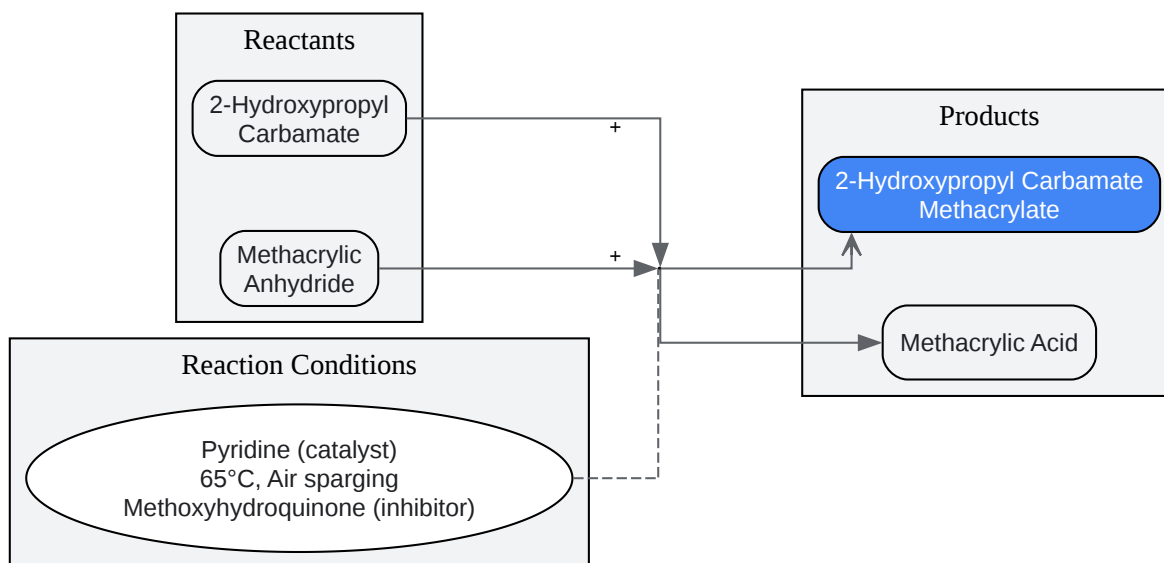 Reactants
2-Hydroxypropyl
Carbamate
+
Methacrylic
Anhydride
+
Reaction Conditions
Pyridine (catalyst)
65°C, Air sparging
Methoxyhydroquinone (inhibitor)
Products
2-Hydroxypropyl Carbamate
Methacrylate
Methacrylic Acid